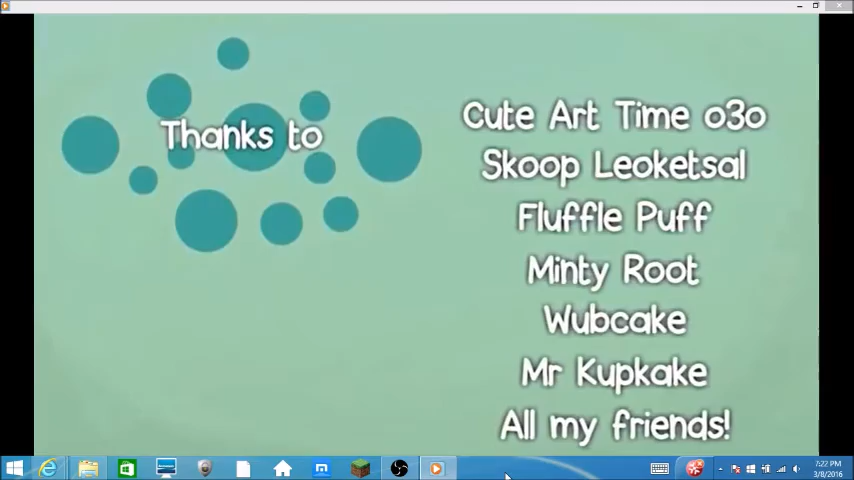 Thanks to
Cute Art Time o3o
Skoop Leoketsal
Fluffle Puff
Minty Root
Wubcake
Mr Kupkake
All my friends!
7:22 PM
3/8/2016